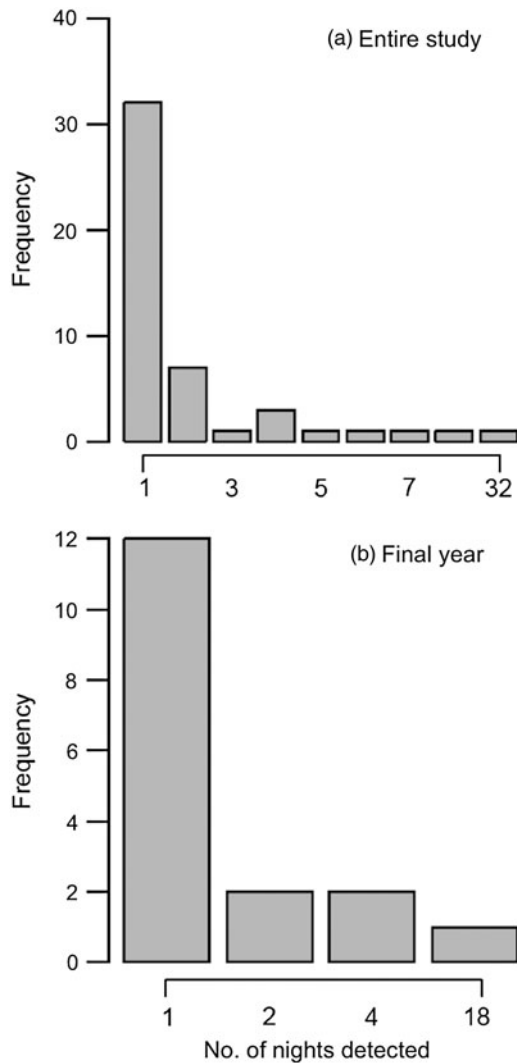 (a) Entire study
Frequency
40
30
20
10
0
1 3 5 7 32
(b) Final year
Frequency
12
10
8
6
4
2
0
1 2 4 18
No. of nights detected